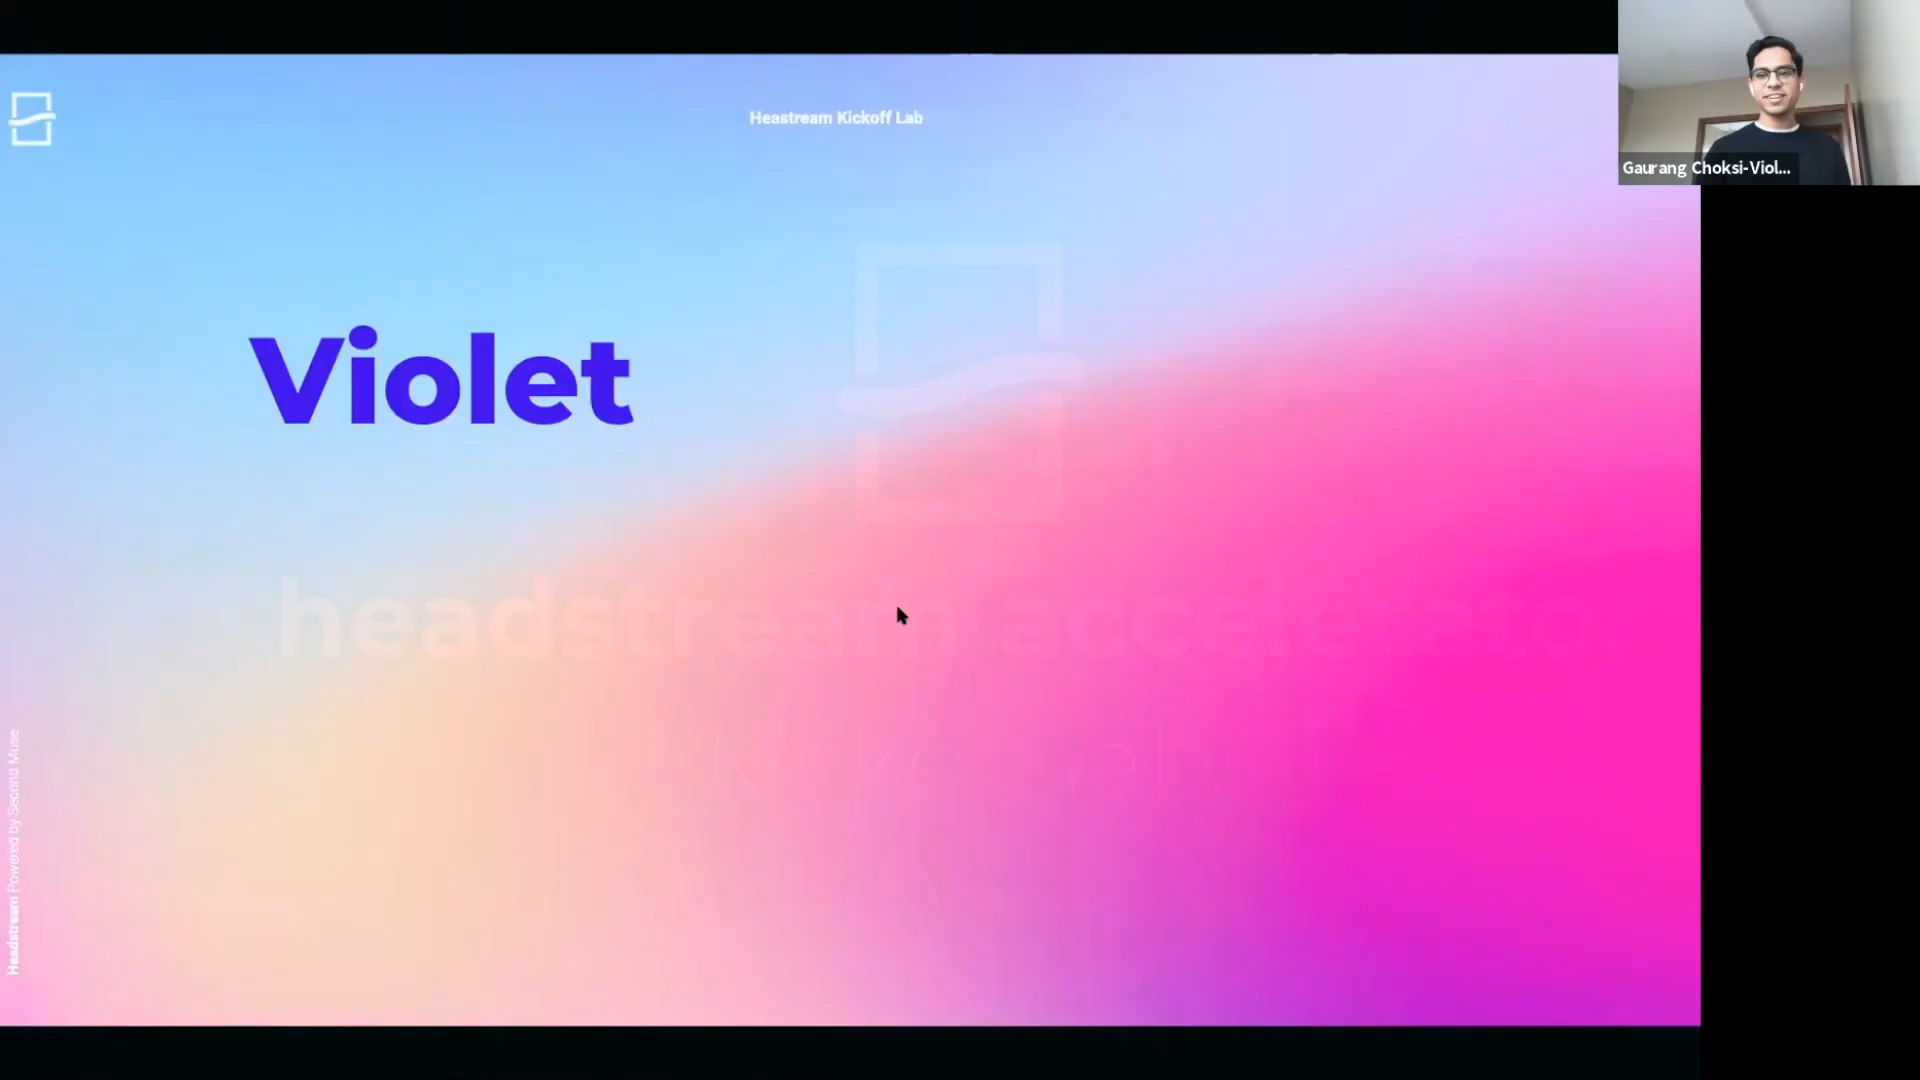 Heastream Kickoff Lab
Gaurang Choksi-Viol...
Violet
headstream accelerator
Headstream Powered by Second Muse